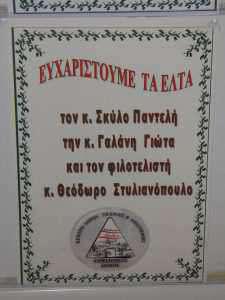 ΕΥΧΑΡΙΣΤΟΥΜΕ ΤΑ ΕΛΤΑ
τον κ. Σκύλο Παντελή
την κ. Γαλάνη Γιώτα
και τον φιλοτελιστή
κ. Θεόδωρο Στυλιανόπουλο